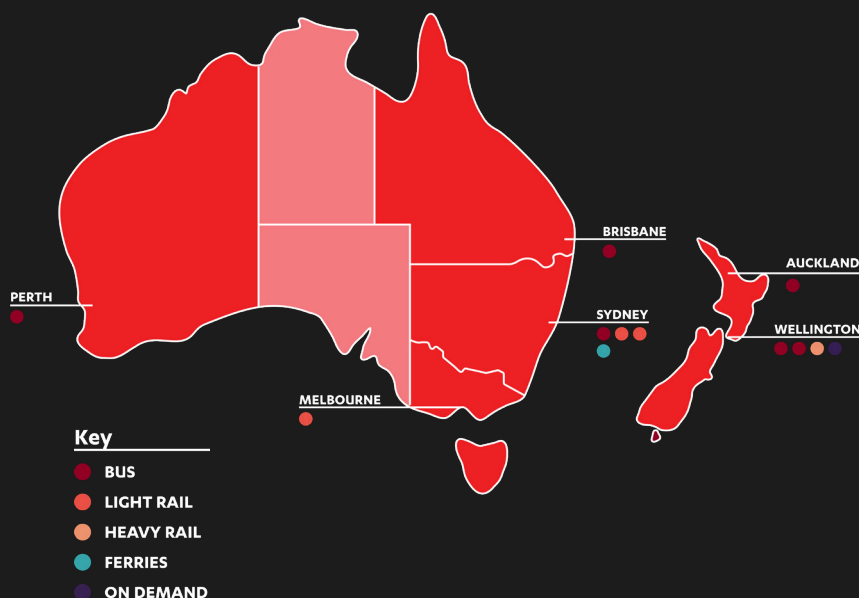 BRISBANE
AUCKLAND
PERTH
SYDNEY
WELLINGTON
MELBOURNE
Key
BUS
LIGHT RAIL
HEAVY RAIL
FERRIES
ON DEMAND